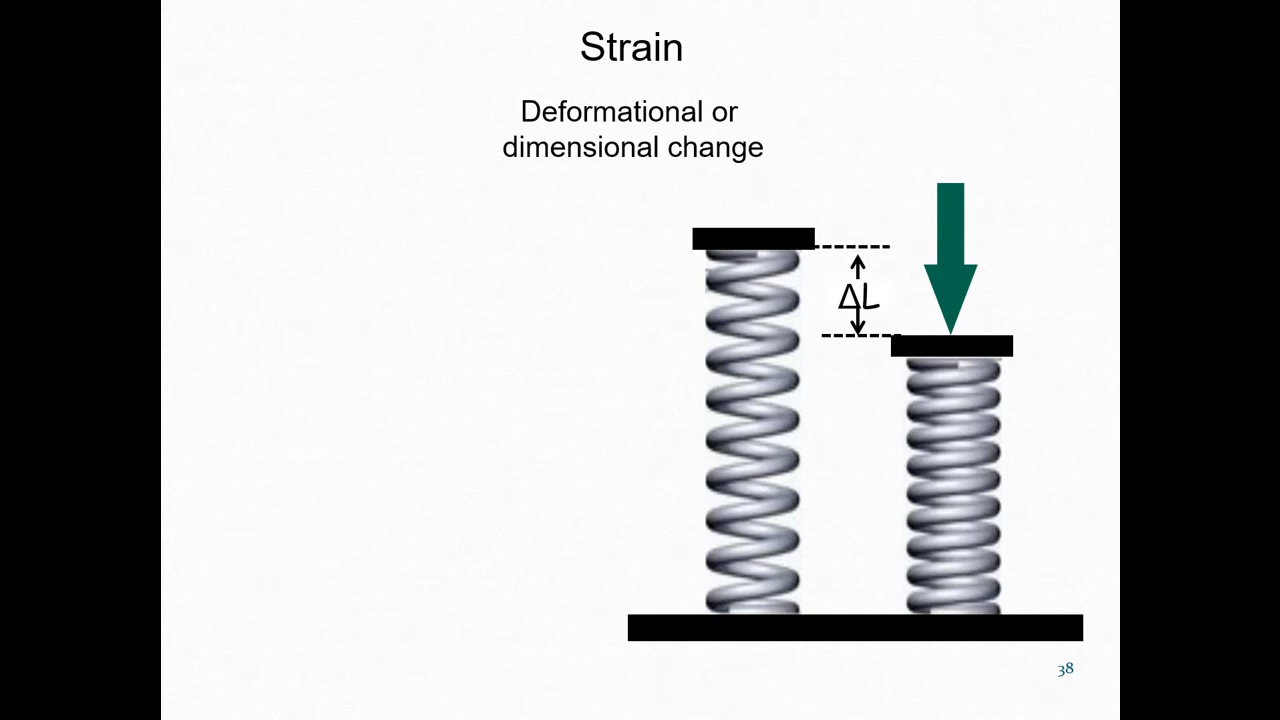 Strain
Deformational or
dimensional change
ΔL
38